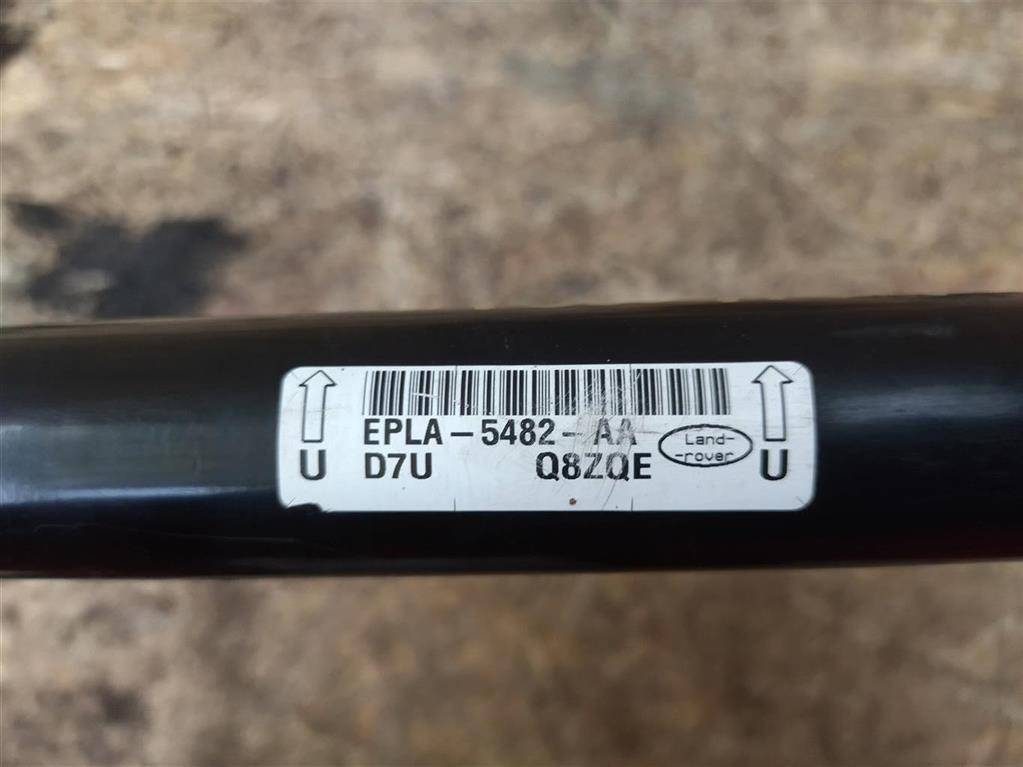 EPLA-5482-AA
Land-
-rover
U D7U Q8ZQE U